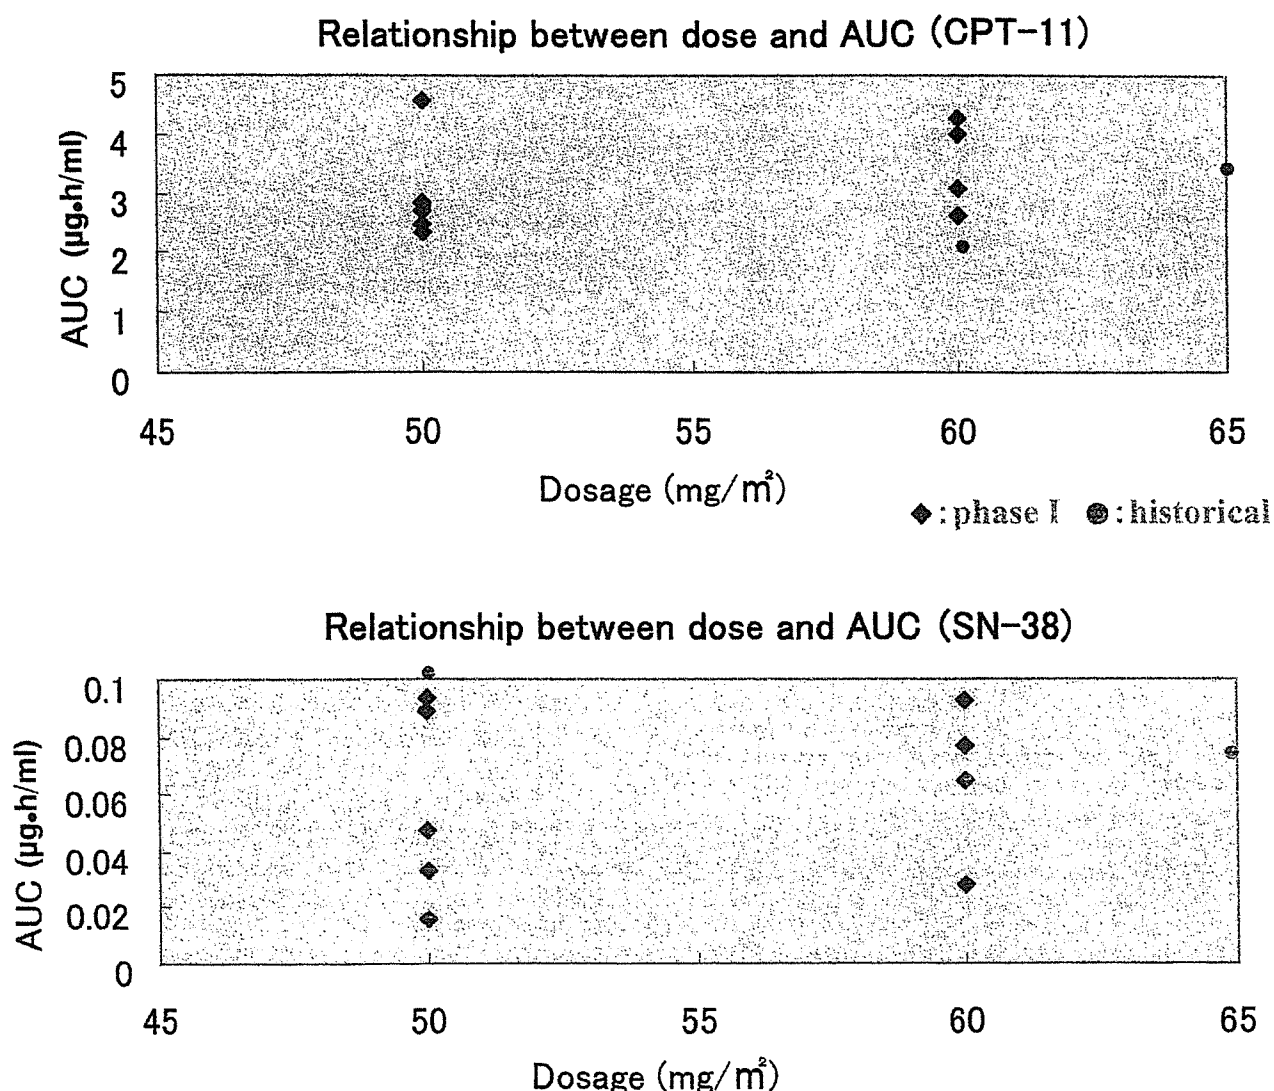 Relationship between dose and AUC (CPT-11)
5
4
3
2
1
0
AUC (μg•h/ml)
45 50 55 60 65
Dosage (mg/㎡)
◆:phase I ●:historical
Relationship between dose and AUC (SN-38)
0.1
0.08
0.06
0.04
0.02
0
AUC (μg•h/ml)
45 50 55 60 65
Dosage (mg/㎡)